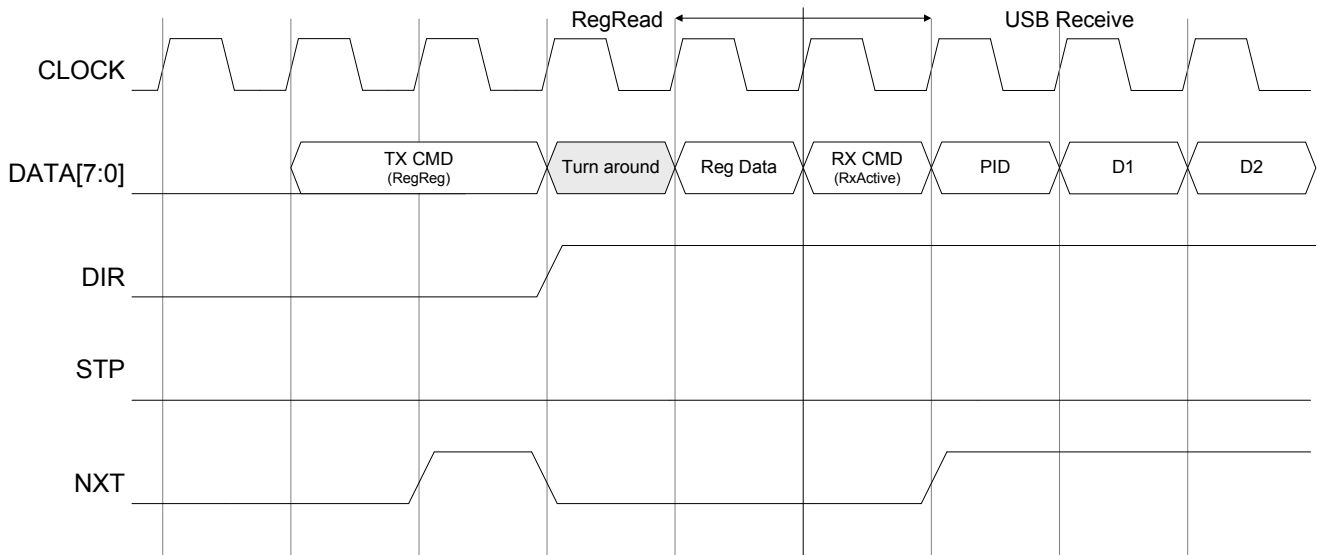 RegRead
USB Receive
CLOCK
DATA[7:0]
TX CMD
(RegReg)
Turn around
Reg Data
RX CMD
(RxActive)
PID
D1
D2
DIR
STP
NXT